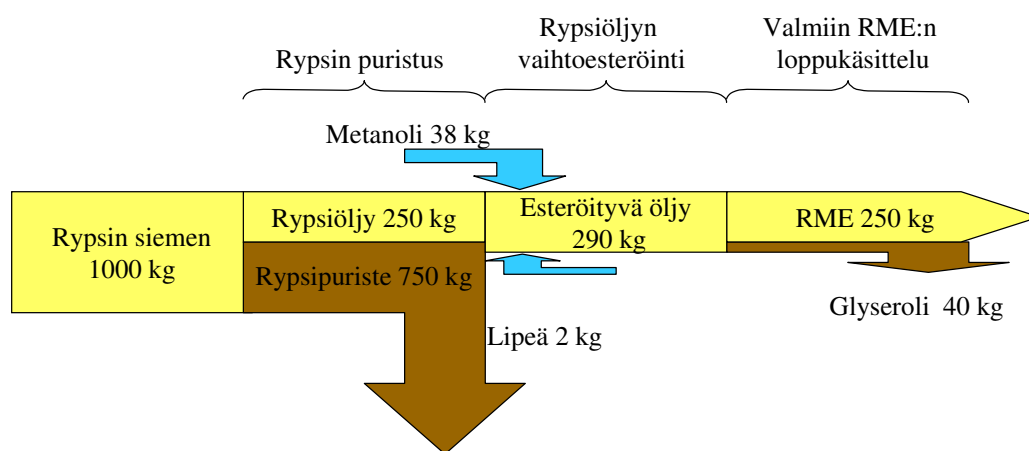 Rypsin puristus
Rypsiöljyn
vaihtoesteröinti
Valmiin RME:n
loppukäsittelu
Metanoli 38 kg
Rypsin siemen
1000 kg
Rypsiöljy 250 kg
Esteröityvä öljy
290 kg
RME 250 kg
Rypsipuriste 750 kg
Glyseroli  40 kg
Lipeä 2 kg